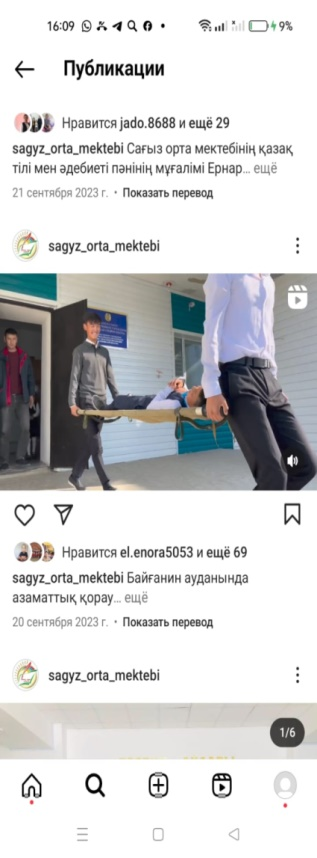 16:09
9%
Публикации
Нравится jado.8688 и ещё 29
sagyz_orta_mektebi Сағыз орта мектебінің қазақ
тілі мен әдебиеті пәнінің мұғалімі Ернар... ещё
21 сентября 2023 г. • Показать перевод
sagyz_orta_mektebi
Нравится el.enora5053 и ещё 69
sagyz_orta_mektebi Байғанин ауданында
азаматтық қорау... ещё
20 сентября 2023 г. • Показать перевод
sagyz_orta_mektebi
1/6